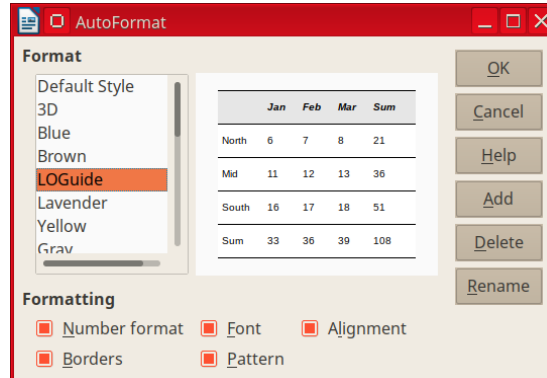 AutoFormat
Format
Default Style
3D
Blue
Brown
LOGuide
Lavender
Yellow
Gray
Jan Feb Mar Sum
North 6 7 8 21
Mid 11 12 13 36
South 16 17 18 51
Sum 33 36 39 108
OK
Cancel
Help
Add
Delete
Rename
Formatting
Number format Font Alignment
Borders Pattern